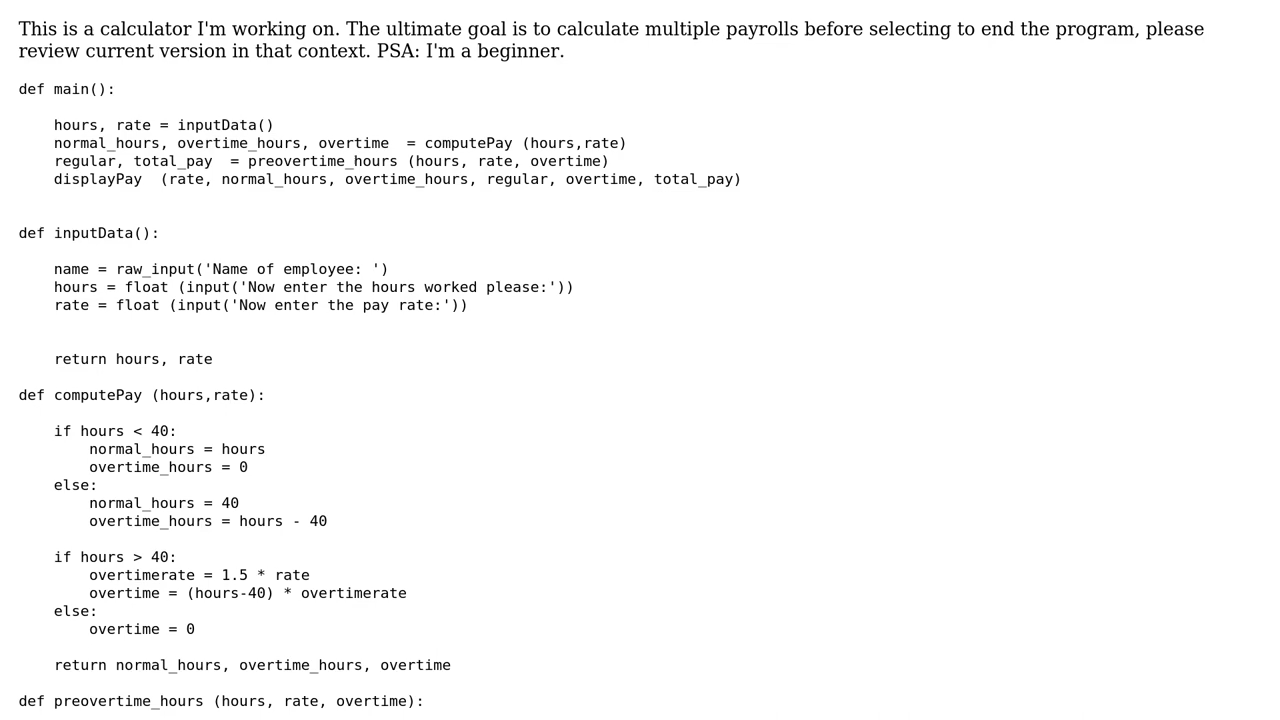 This is a calculator I'm working on. The ultimate goal is to calculate multiple payrolls before selecting to end the program, please
review current version in that context. PSA: I'm a beginner.
def main():
    hours, rate = inputData()
    normal_hours, overtime_hours, overtime  = computePay (hours,rate)
    regular, total_pay  = preovertime_hours (hours, rate, overtime)
    displayPay  (rate, normal_hours, overtime_hours, regular, overtime, total_pay)
def inputData():
    name = raw_input('Name of employee: ')
    hours = float (input('Now enter the hours worked please:'))
    rate = float (input('Now enter the pay rate:'))
    return hours, rate
def computePay (hours,rate):
    if hours < 40:
        normal_hours = hours
        overtime_hours = 0
    else:
        normal_hours = 40
        overtime_hours = hours - 40
    if hours > 40:
        overtimerate = 1.5 * rate
        overtime = (hours-40) * overtimerate
    else:
        overtime = 0
    return normal_hours, overtime_hours, overtime
def preovertime_hours (hours, rate, overtime):